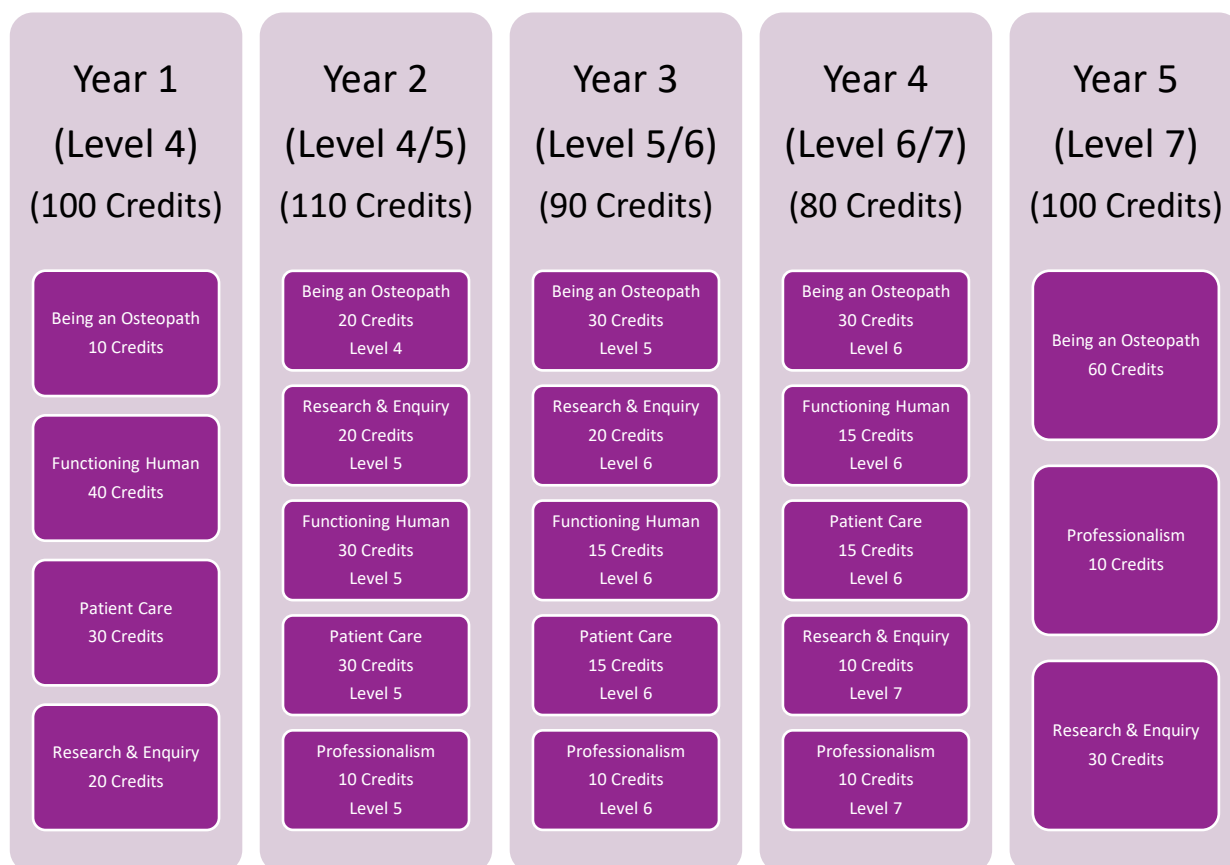 Year 1
(Level 4)
(100 Credits)
Being an Osteopath
10 Credits
Functioning Human
40 Credits
Patient Care
30 Credits
Research & Enquiry
20 Credits
Year 2
(Level 4/5)
(110 Credits)
Being an Osteopath
20 Credits
Level 4
Research & Enquiry
20 Credits
Level 5
Functioning Human
30 Credits
Level 5
Patient Care
30 Credits
Level 5
Professionalism
10 Credits
Level 5
Year 3
(Level 5/6)
(90 Credits)
Being an Osteopath
30 Credits
Level 5
Research & Enquiry
20 Credits
Level 6
Functioning Human
15 Credits
Level 6
Patient Care
15 Credits
Level 6
Professionalism
10 Credits
Level 6
Year 4
(Level 6/7)
(80 Credits)
Being an Osteopath
30 Credits
Level 6
Functioning Human
15 Credits
Level 6
Patient Care
15 Credits
Level 6
Research & Enquiry
10 Credits
Level 7
Professionalism
10 Credits
Level 7
Year 5
(Level 7)
(100 Credits)
Being an Osteopath
60 Credits
Professionalism
10 Credits
Research & Enquiry
30 Credits